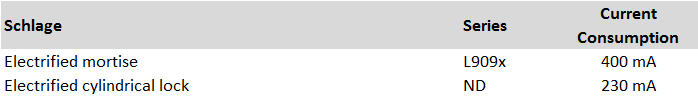 Schlage Series Current Consumption
Electrified mortise L909x 400 mA
Electrified cylindrical lock ND 230 mA